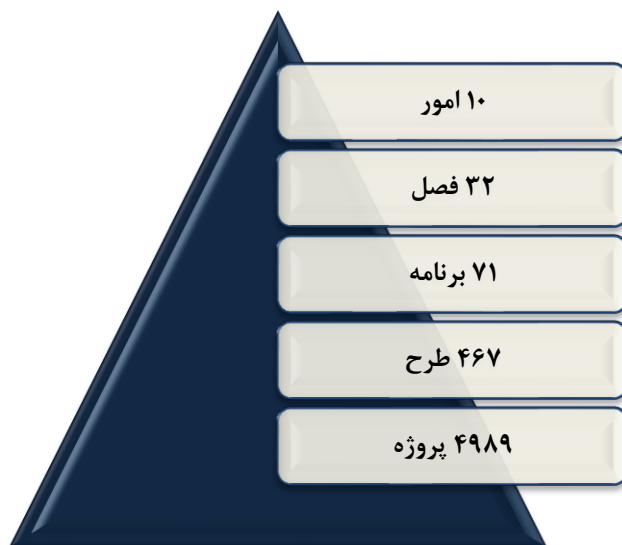 ۱۰ امور
۳۲ فصل
۷۱ برنامه
۴۶۷ طرح
۴۹۸۹ پروژه